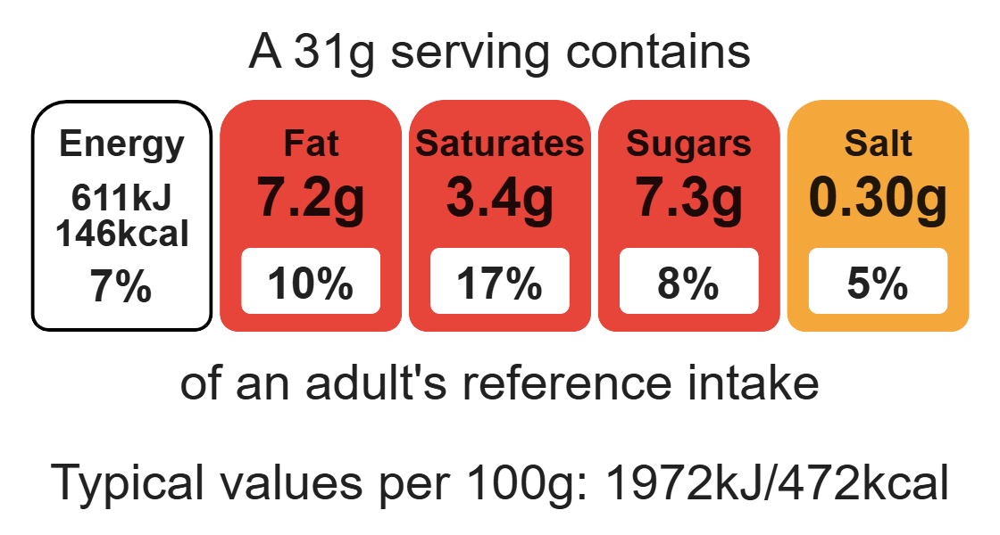 A 31g serving contains
Energy Fat Saturates Sugars Salt
611kJ 7.2g 3.4g 7.3g 0.30g
146kcal
7% 10% 17% 8% 5%
of an adult's reference intake
Typical values per 100g: 1972kJ/472kcal